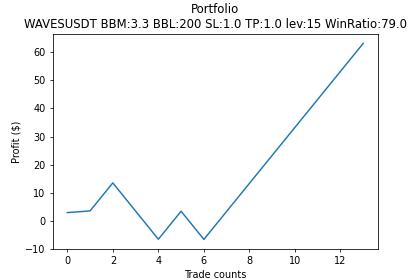 Portfolio
WAVESUSDT BBM:3.3 BBL:200 SL:1.0 TP:1.0 lev:15 WinRatio:79.0
60
50
40
30
20
10
0
−10
Profit ($)
0 2 4 6 8 10 12
Trade counts